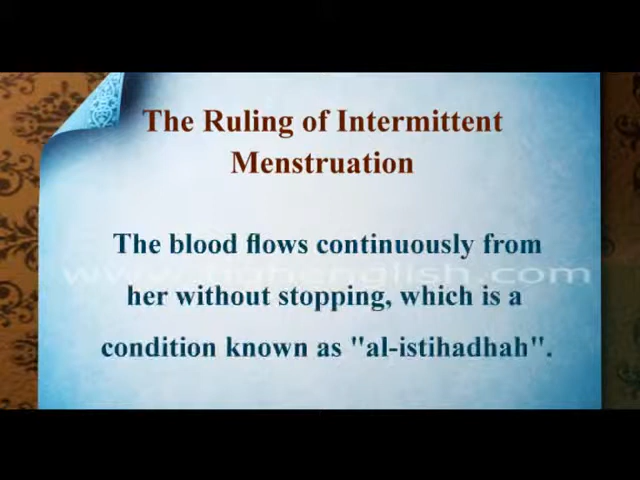 The Ruling of Intermittent
Menstruation
The blood flows continuously from
her without stopping, which is a
condition known as "al-istihadhah".